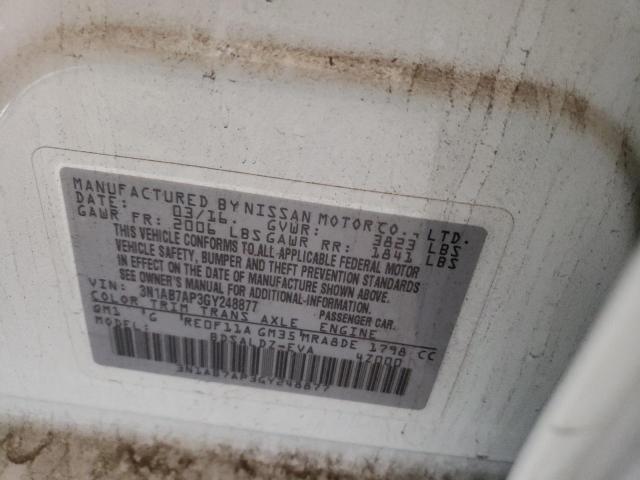 MANUFACTURED BY NISSAN MOTOR CO., LTD.
DATE: 03/16. GVWR: 3823 LBS
GAWR FR: 2006 LBS GAWR RR: 1841 LBS
THIS VEHICLE CONFORMS TO ALL APPLICABLE FEDERAL MOTOR
VEHICLE SAFETY, BUMPER AND THEFT PREVENTION STANDARDS
IN EFFECT ON THE DATE OF MANUFACTURE SHOWN ABOVE.
SEE OWNER'S MANUAL FOR ADDITIONAL-INFORMATION.
VIN: 3N1AB7AP3GY248877 PASSENGER CAR.
COLOR TRIM TRANS AXLE ENGINE
QM1 G RE0F11A GM35 MRA8DE 1798 CC
MODEL: BDSALDZ-EVA 42000
3N1AB7AP3GY248877